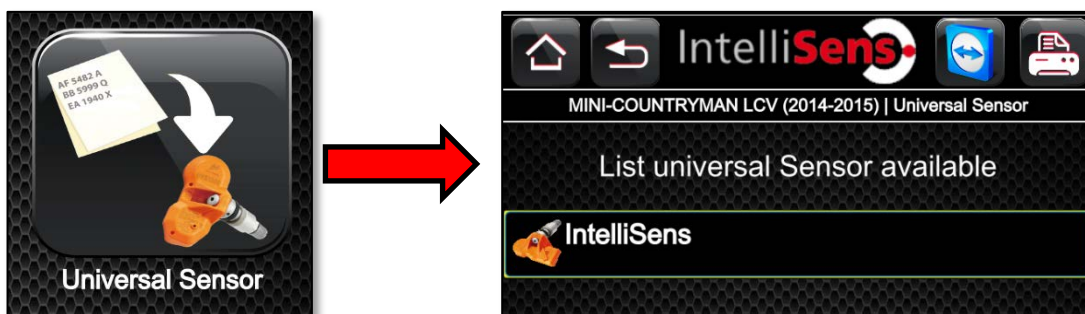 AF 5482 A
BB 5999 Q
EA 1940 X
Universal Sensor
IntelliSens
MINI-COUNTRYMAN LCV (2014-2015) | Universal Sensor
List universal Sensor available
IntelliSens